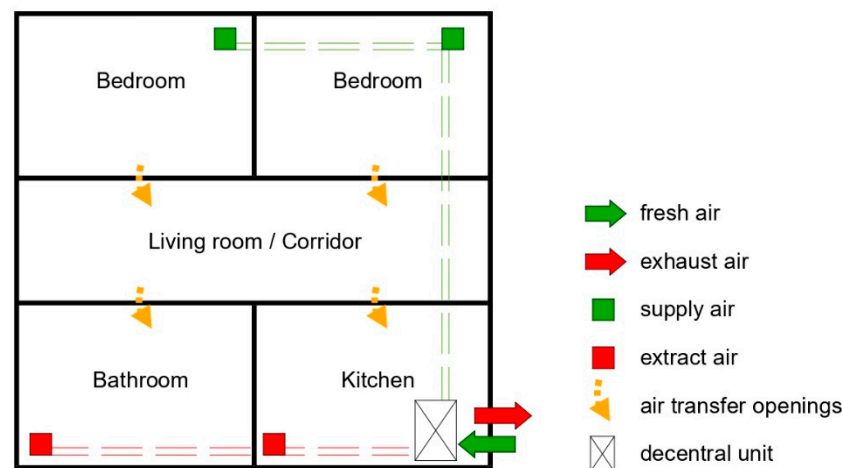 Bedroom
Bedroom
Living room / Corridor
Bathroom
Kitchen
fresh air
exhaust air
supply air
extract air
air transfer openings
decentral unit